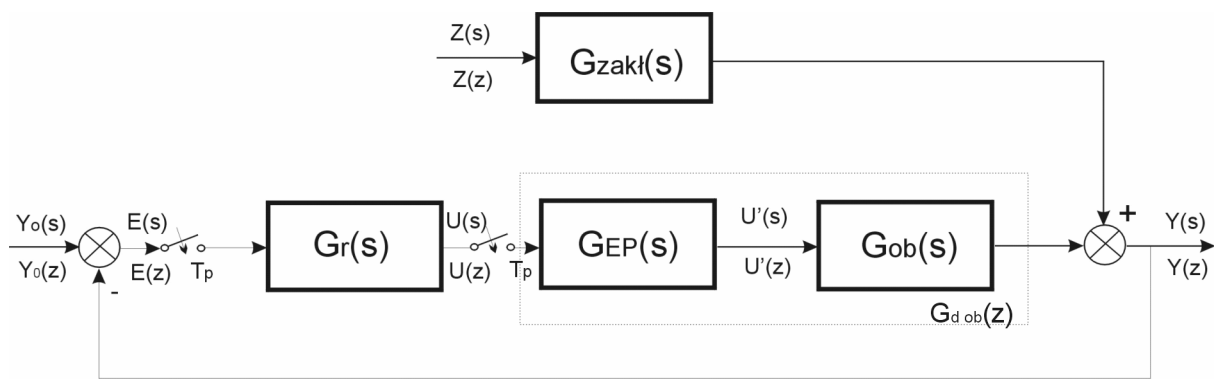 Z(s)
Z(z)
Gzakł(s)
+
Yo(s)
Y0(z)
E(s)
E(z)
Tp
Gr(s)
U(s)
U(z)
Tp
GEP(s)
U'(s)
U'(z)
Gob(s)
Gd ob(z)
Y(s)
Y(z)
-